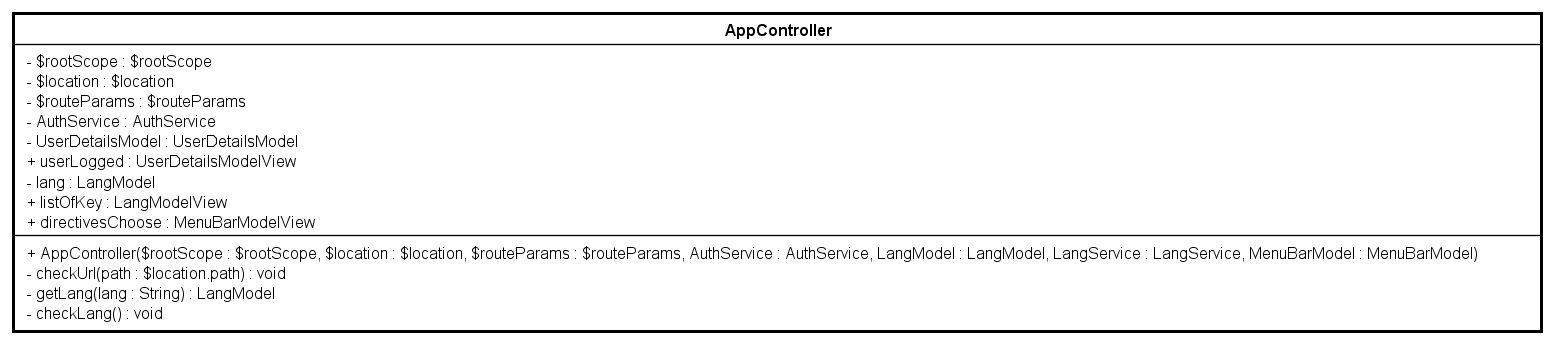 AppController
- $rootScope : $rootScope
- $location : $location
- $routeParams : $routeParams
- AuthService : AuthService
- UserDetailsModel : UserDetailsModel
+ userLogged : UserDetailsModelView
- lang : LangModel
+ listOfKey : LangModelView
+ directivesChoose : MenuBarModelView
+ AppController($rootScope : $rootScope, $location : $location, $routeParams : $routeParams, AuthService : AuthService, LangModel : LangModel, LangService : LangService, MenuBarModel : MenuBarModel)
- checkUrl(path : $location.path) : void
- getLang(lang : String) : LangModel
- checkLang() : void